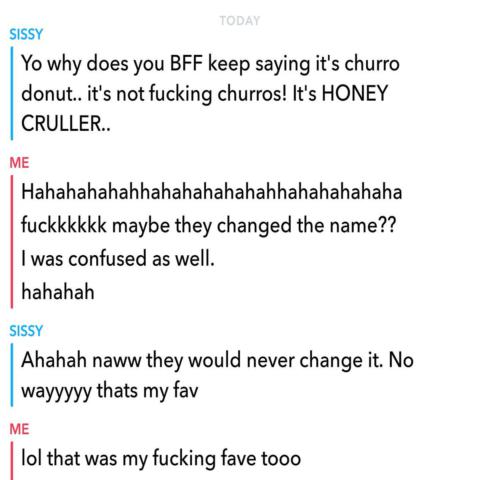 TODAY
SISSY
Yo why does you BFF keep saying it's churro
donut.. it's not fucking churros! It's HONEY
CRULLER..
ME
Hahahahahahhahahahahahahhahahahahaha
fuckkkkkk maybe they changed the name??
I was confused as well.
hahahah
SISSY
Ahahah naww they would never change it. No
wayyyyy thats my fav
ME
lol that was my fucking fave tooo